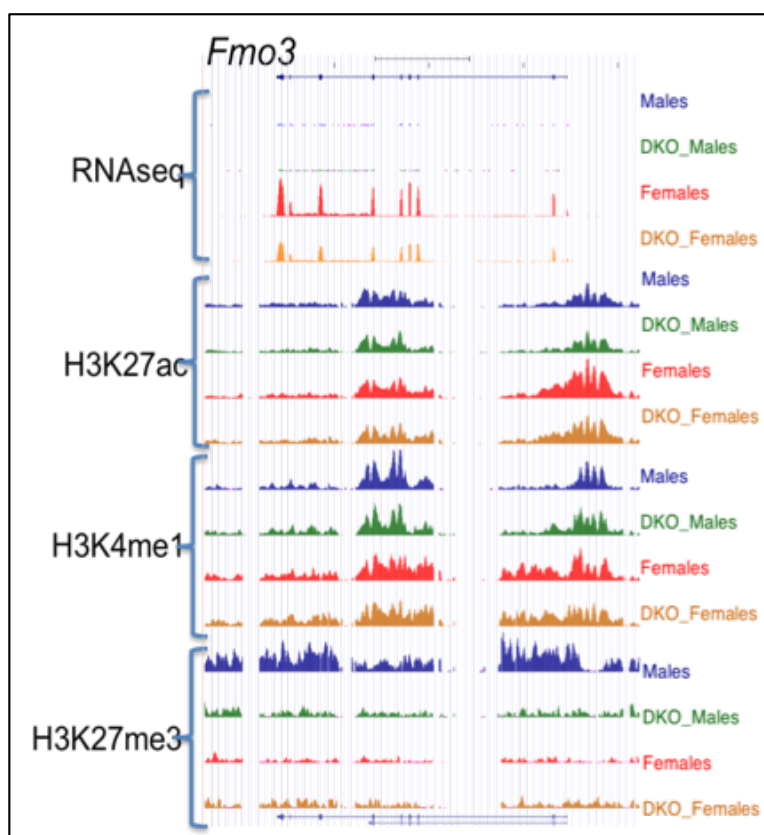 Fmo3
RNAseq
Males
DKO_Males
Females
DKO_Females
H3K27ac
Males
DKO_Males
Females
DKO_Females
H3K4me1
Males
DKO_Males
Females
DKO_Females
H3K27me3
Males
DKO_Males
Females
DKO_Females